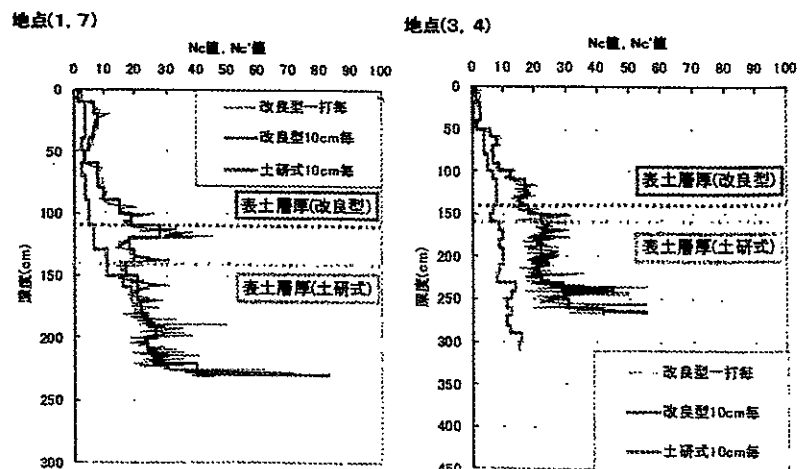 地点(1, 7)
Nc値, Nc'値
0 10 20 30 40 50 60 70 80 90 100
0
50
100
150
200
250
300
深度(cm)
改良型一打毎
改良型10cm毎
土研式10cm毎
表土層厚(改良型)
表土層厚(土研式)
地点(3, 4)
Nc値, Nc'値
0 10 20 30 40 50 60 70 80 90 100
0
50
100
150
200
250
300
350
400
450
深度(cm)
表土層厚(改良型)
表土層厚(土研式)
改良型一打毎
改良型10cm毎
土研式10cm毎